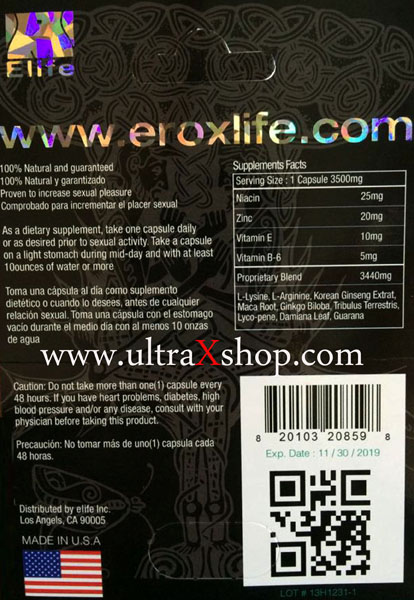 Elife
www.eroxlife.com
100% Natural and guaranteed
100% Natural y garantizado
Proven to increase sexual pleasure
Comprobado para incrementar el placer sexual
As a dietary supplement, take one capsule daily
or as desired prior to sexual activity. Take a capsule
on a light stomach during mid-day and with at least
10ounces of water or more
Toma una cápsula al día como suplemento
dietético o cuando lo desees, antes de cualquier
relación sexual. Toma una cápsula con el estomago
vacio durante el medio dia con al menos 10 onzas
de agua
Supplements Facts
Serving Size : 1 Capsule 3500mg
Niacin 25mg
Zinc 20mg
Vitamin E 10mg
Vitamin B-6 5mg
Proprietary Blend 3440mg
L-Lysine, L-Arginine, Korean Ginseng Extrat,
Maca Root, Ginkgo Biloba, Tribulus Terrestris,
Lyco-pene, Damiana Leaf, Guarana
www.ultraXshop.com
Caution: Do not take more than one(1) capsule every
48 hours. If you have heart problems, diabetes, high
blood pressure and/or any disease, consult with your
physician before taking this product.
Precaución: No tomar más de uno(1) capsula cada
48 horas.
8 20103 20859 8
Exp. Date : 11 / 30 / 2019
Distributed by elife Inc.
Los Angels, CA 90005
MADE IN U.S.A
LOT # 13H1231-1